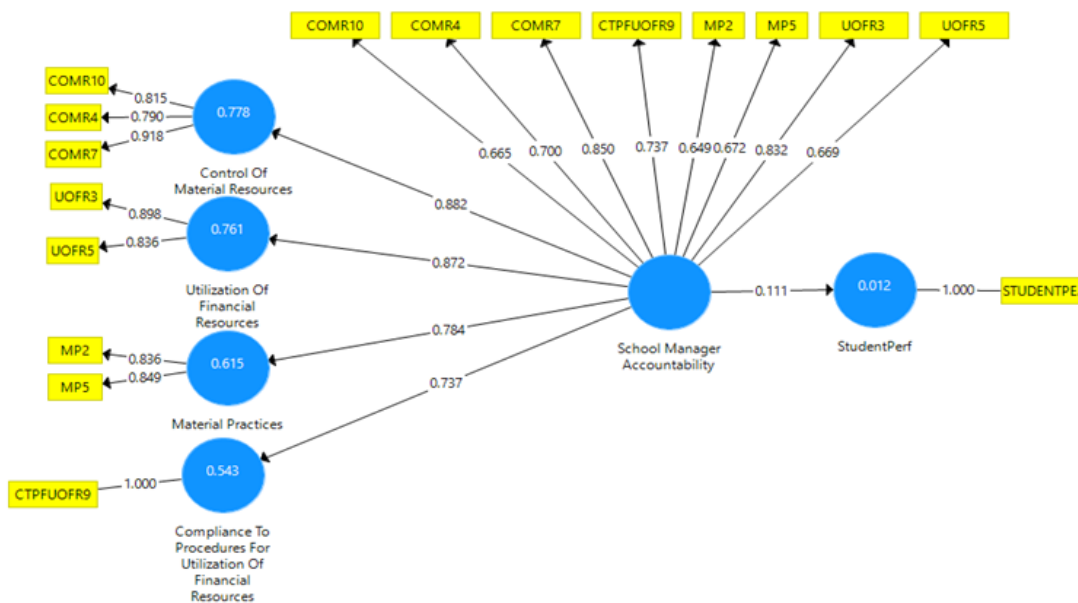 COMR10
COMR4
COMR7
CTPFUOFR9
MP2
MP5
UOFR3
UOFR5
COMR10
COMR4
COMR7
0.815
0.790
0.918
0.778
Control Of
Material Resources
UOFR3
UOFR5
0.898
0.836
0.761
Utilization Of
Financial
Resources
MP2
MP5
0.836
0.849
0.615
Material Practices
CTPFUOFR9
1.000
0.543
Compliance To
Procedures For
Utilization Of
Financial
Resources
0.665
0.700
0.850
0.737
0.649
0.672
0.832
0.669
0.882
0.872
0.784
0.737
School Manager
Accountability
0.111
0.012
StudentPerf
1.000
STUDENTPE